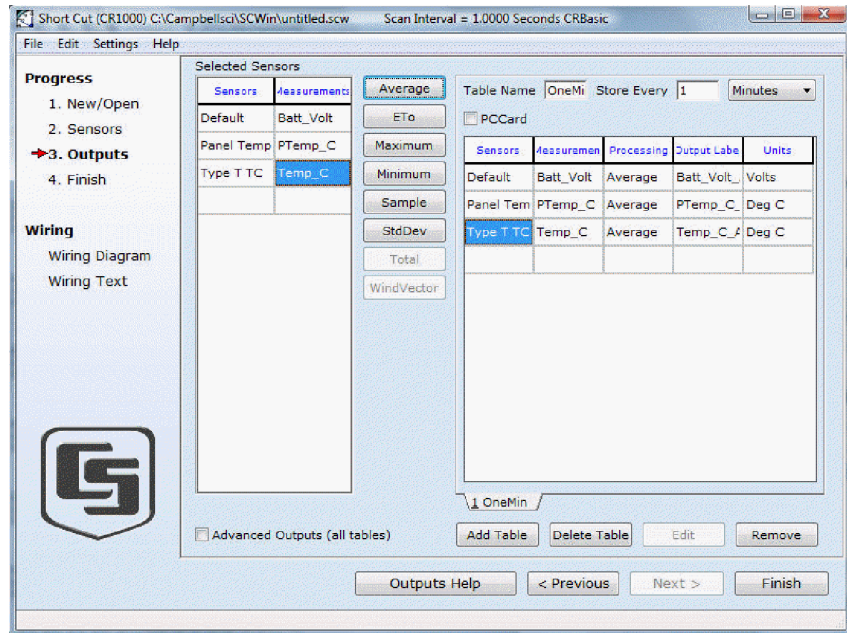 Short Cut (CR1000) C:\Campbellsci\SCWin\untitled.scw Scan Interval = 1.0000 Seconds CRBasic
File Edit Settings Help
Progress
1. New/Open
2. Sensors
3. Outputs
4. Finish
Wiring
Wiring Diagram
Wiring Text
Selected Sensors
Sensors Measurements
Default Batt_Volt
Panel Temp PTemp_C
Type T TC Temp_C
Average
ETo
Maximum
Minimum
Sample
StdDev
Total
WindVector
Table Name OneMi Store Every 1 Minutes
PCCard
Sensors Measuremen Processing Output Labe Units
Default Batt_Volt Average Batt_Volt_ Volts
Panel Tem PTemp_C Average PTemp_C_ Deg C
Type T TC Temp_C Average Temp_C_A Deg C
1 OneMin
Advanced Outputs (all tables)
Add Table Delete Table Edit Remove
Outputs Help < Previous Next > Finish